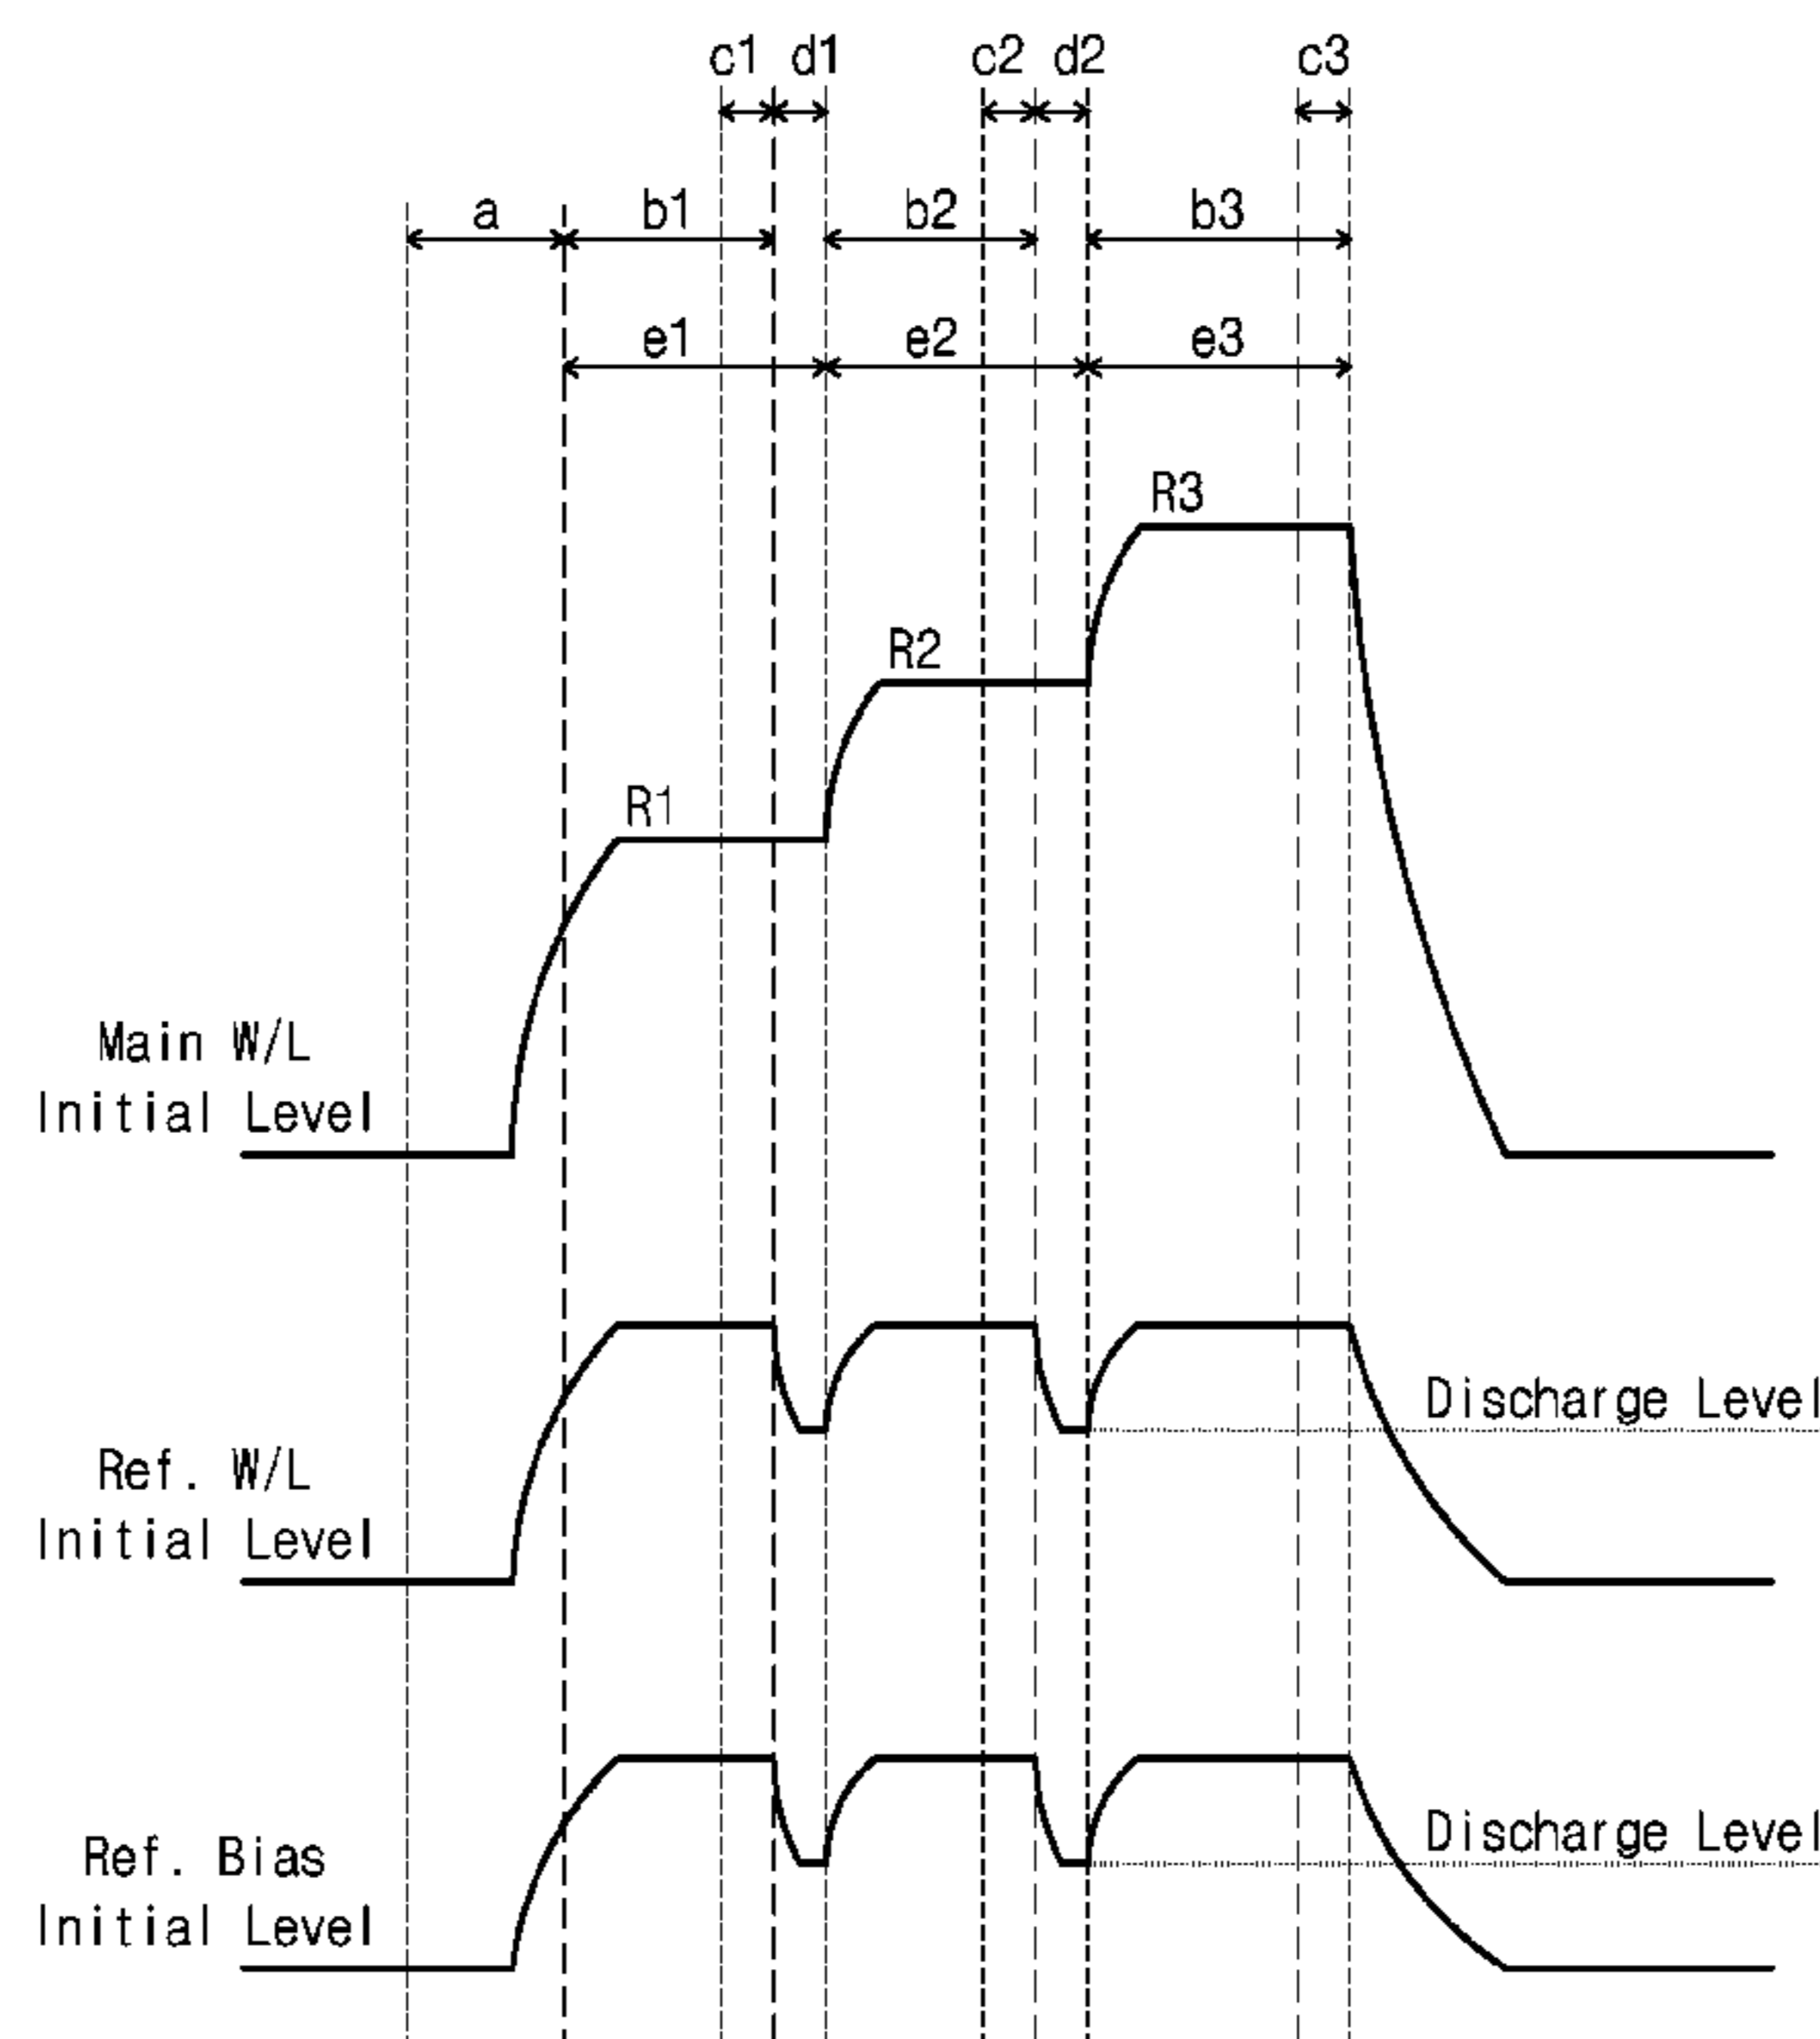 c1 d1 c2 d2 c3
a b1 b2 b3
e1 e2 e3
R3
R2
R1
Main W/L
Initial Level
Discharge Level
Ref. W/L
Initial Level
Discharge Level
Ref. Bias
Initial Level